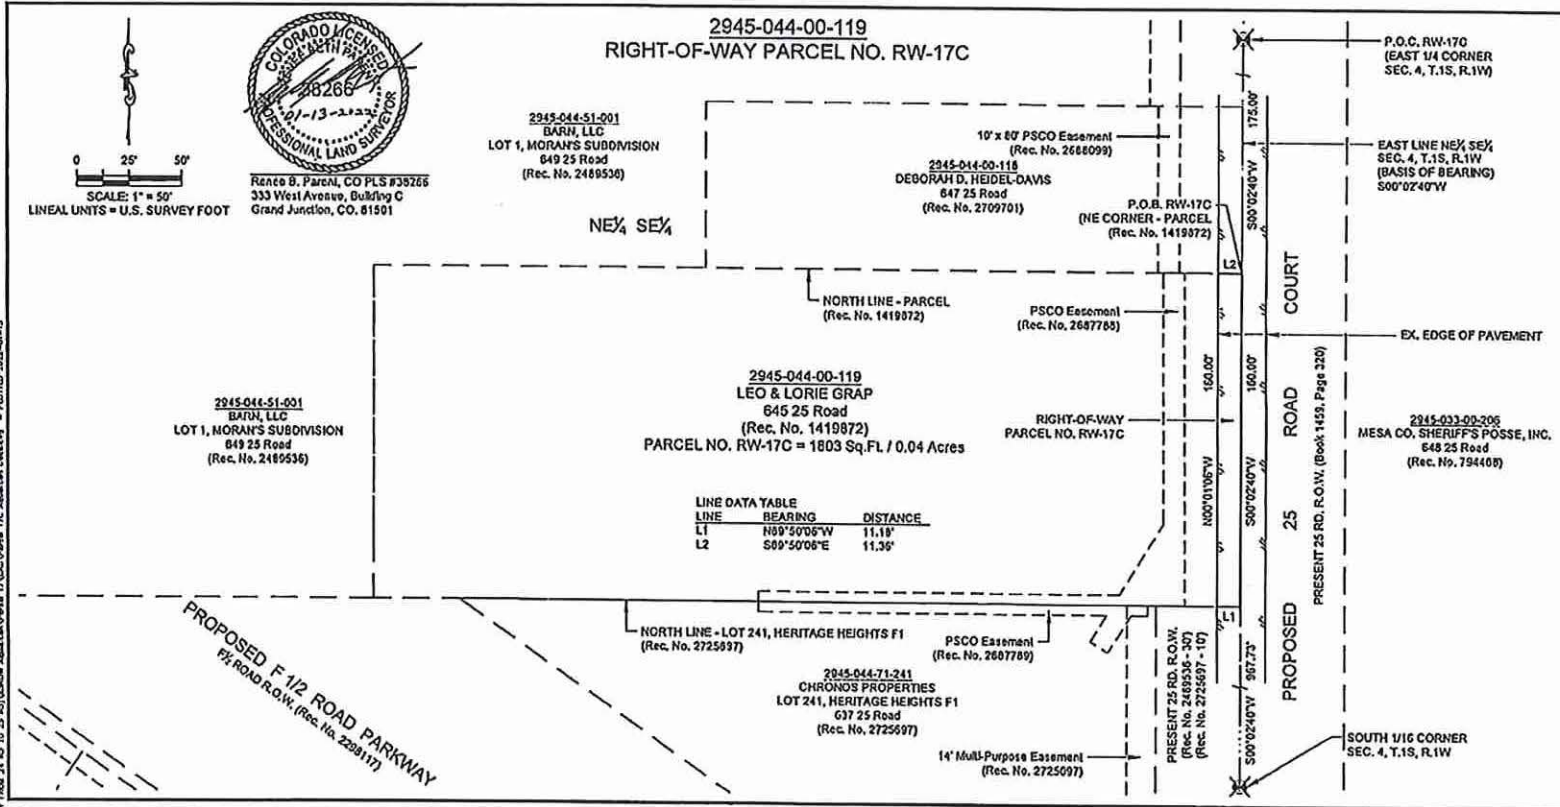 2945-044-00-119
RIGHT-OF-WAY PARCEL NO. RW-17C
COLORADO LICENSED
38266
01-13-2022
PROFESSIONAL LAND SURVEYOR
0 25' 50'
SCALE: 1" = 50'
LINEAL UNITS = U.S. SURVEY FOOT
Renee B. Parent, CO PLS #38266
333 West Avenue, Building C
Grand Junction, CO. 81501
2945-044-51-001
BARN, LLC
LOT 1, MORAN'S SUBDIVISION
649 25 Road
(Rec. No. 2489536)
NE¼ SE¼
10' x 80' PSCO Easement
(Rec. No. 2688099)
2945-044-00-118
DEBORAH D. HEIDEL-DAVIS
647 25 Road
(Rec. No. 2709701)
P.O.B. RW-17C
(NE CORNER - PARCEL
(Rec. No. 1419872)
P.O.C. RW-17C
(EAST 1/4 CORNER
SEC. 4, T.1S, R.1W)
175.00'
S00°02'40"W
EAST LINE NE¼ SE¼
SEC. 4, T.1S, R.1W
(BASIS OF BEARING)
S00°02'40"W
L2
NORTH LINE - PARCEL
(Rec. No. 1419872)
PSCO Easement
(Rec. No. 2687788)
EX. EDGE OF PAVEMENT
2945-044-51-001
BARN, LLC
LOT 1, MORAN'S SUBDIVISION
649 25 Road
(Rec. No. 2489536)
2945-044-00-119
LEO & LORIE GRAP
645 25 Road
(Rec. No. 1419872)
PARCEL NO. RW-17C = 1803 Sq.Ft. / 0.04 Acres
RIGHT-OF-WAY
PARCEL NO. RW-17C
N00°01'06"W 160.00'
S00°02'40"W 160.00'
PROPOSED 25 ROAD COURT
PRESENT 25 RD. R.O.W. (Book 1459, Page 320)
2945-033-00-206
MESA CO. SHERIFF'S POSSE, INC.
648 25 Road
(Rec. No. 794408)
LINE DATA TABLE
LINE BEARING DISTANCE
L1 N89°50'06"W 11.18'
L2 S89°50'06"E 11.36'
L1
PROPOSED F 1/2 ROAD PARKWAY
F½ ROAD R.O.W. (Rec. No. 2298117)
NORTH LINE - LOT 241, HERITAGE HEIGHTS F1
(Rec. No. 2725697)
PSCO Easement
(Rec. No. 2687789)
2945-044-71-241
CHRONOS PROPERTIES
LOT 241, HERITAGE HEIGHTS F1
637 25 Road
(Rec. No. 2725697)
14' Multi-Purpose Easement
(Rec. No. 2725697)
PRESENT 25 RD. R.O.W.
(Rec. No. 2489536 - 30')
(Rec. No. 2725697 - 10')
S00°02'40"W 967.73'
SOUTH 1/16 CORNER
SEC. 4, T.1S, R.1W